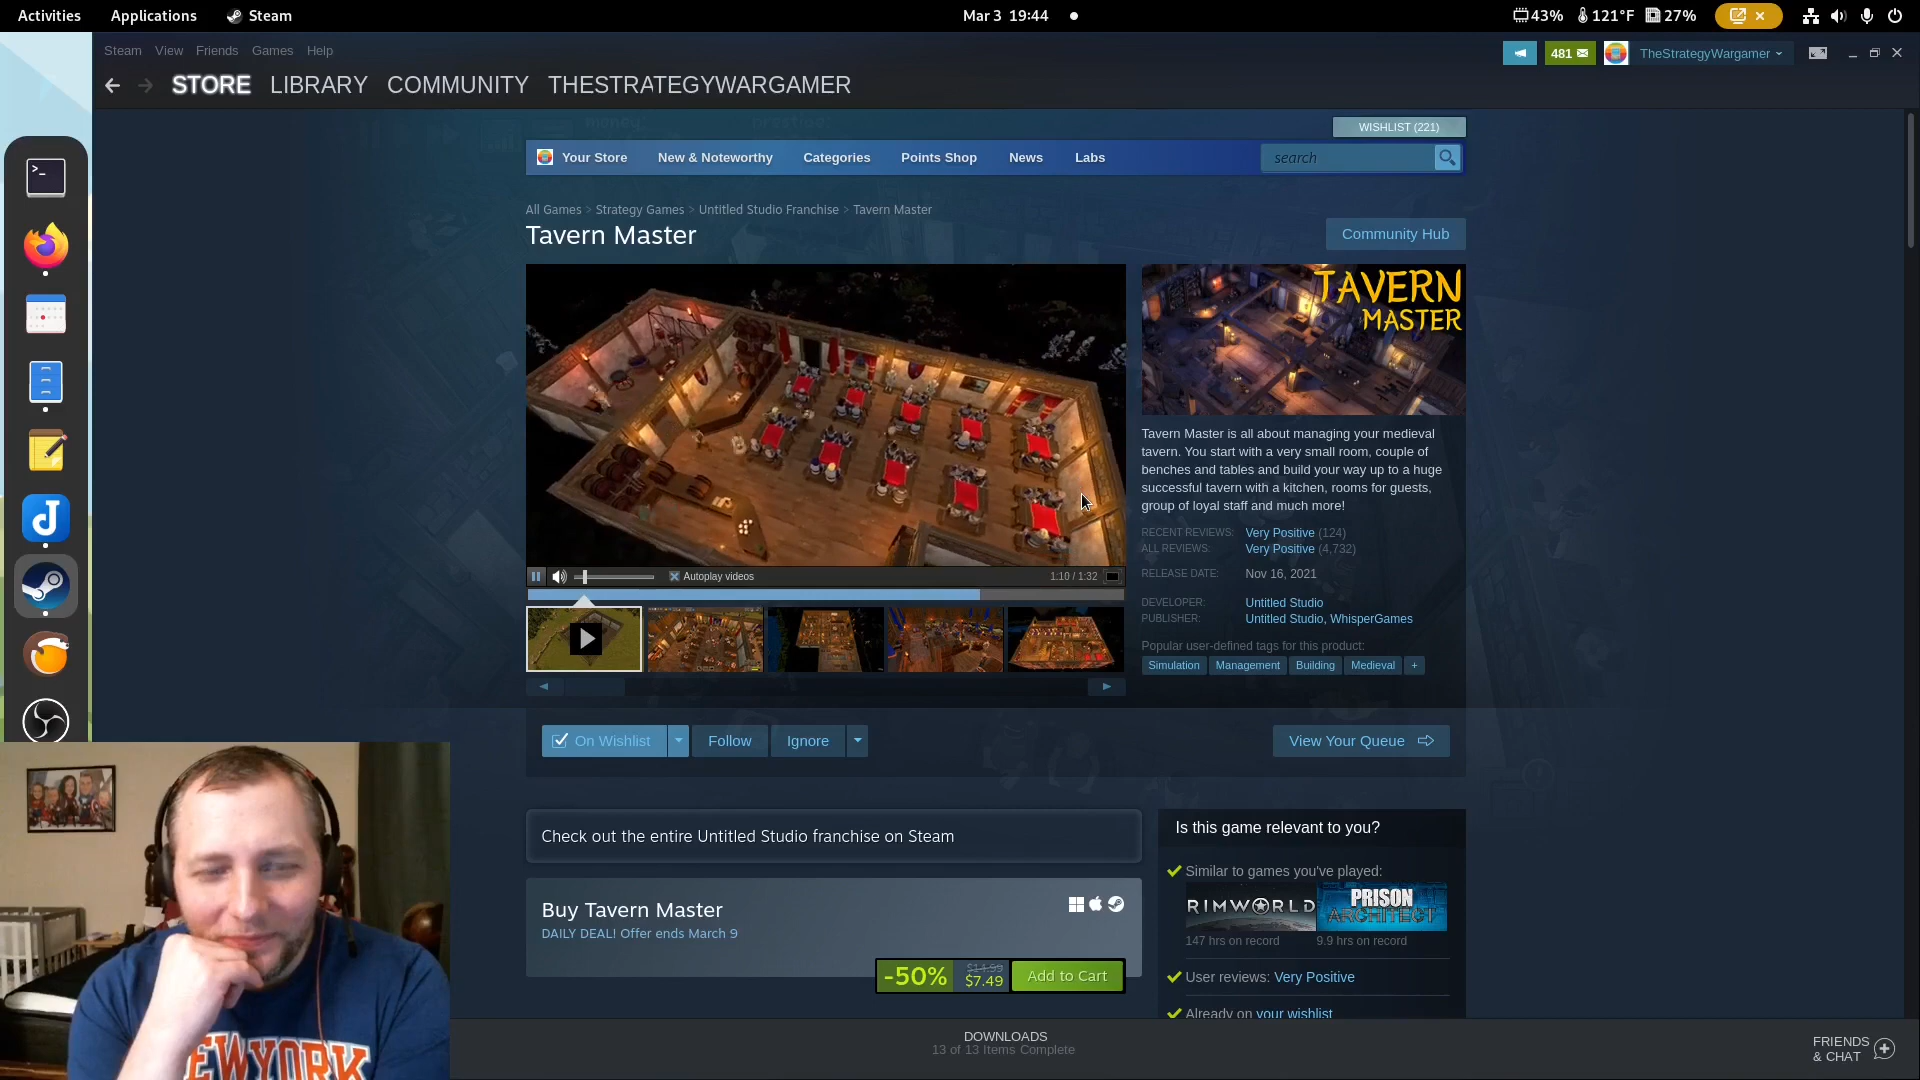 Activities
Applications
Steam
Mar 3 19:44
43%
121°F
27%
Steam View Friends Games Help
481
TheStrategyWargamer
STORE LIBRARY COMMUNITY THESTRATEGYWARGAMER
WISHLIST (221)
Your Store
New & Noteworthy
Categories
Points Shop
News
Labs
search
All Games > Strategy Games > Untitled Studio Franchise > Tavern Master
Tavern Master
Community Hub
TAVERN
MASTER
Tavern Master is all about managing your medieval
tavern. You start with a very small room, couple of
benches and tables and build your way up to a huge
successful tavern with a kitchen, rooms for guests,
group of loyal staff and much more!
RECENT REVIEWS: Very Positive (124)
ALL REVIEWS: Very Positive (4,732)
RELEASE DATE: Nov 16, 2021
DEVELOPER: Untitled Studio
PUBLISHER: Untitled Studio, WhisperGames
Popular user-defined tags for this product:
Simulation Management Building Medieval +
Autoplay videos
1:10 / 1:32
On Wishlist
Follow
Ignore
View Your Queue
Check out the entire Untitled Studio franchise on Steam
Buy Tavern Master
DAILY DEAL! Offer ends March 9
-50%
$14.99
$7.49
Add to Cart
Is this game relevant to you?
Similar to games you've played:
RIMWORLD
PRISON
ARCHITECT
147 hrs on record
9.9 hrs on record
User reviews: Very Positive
Already on your wishlist
DOWNLOADS
13 of 13 Items Complete
FRIENDS
& CHAT
EWYORK